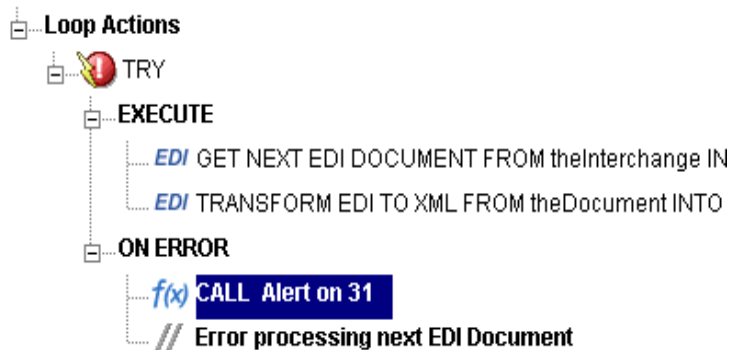 Loop Actions
TRY
EXECUTE
EDI GET NEXT EDI DOCUMENT FROM theInterchange IN
EDI TRANSFORM EDI TO XML FROM theDocument INTO
ON ERROR
f(x) CALL Alert on 31
// Error processing next EDI Document